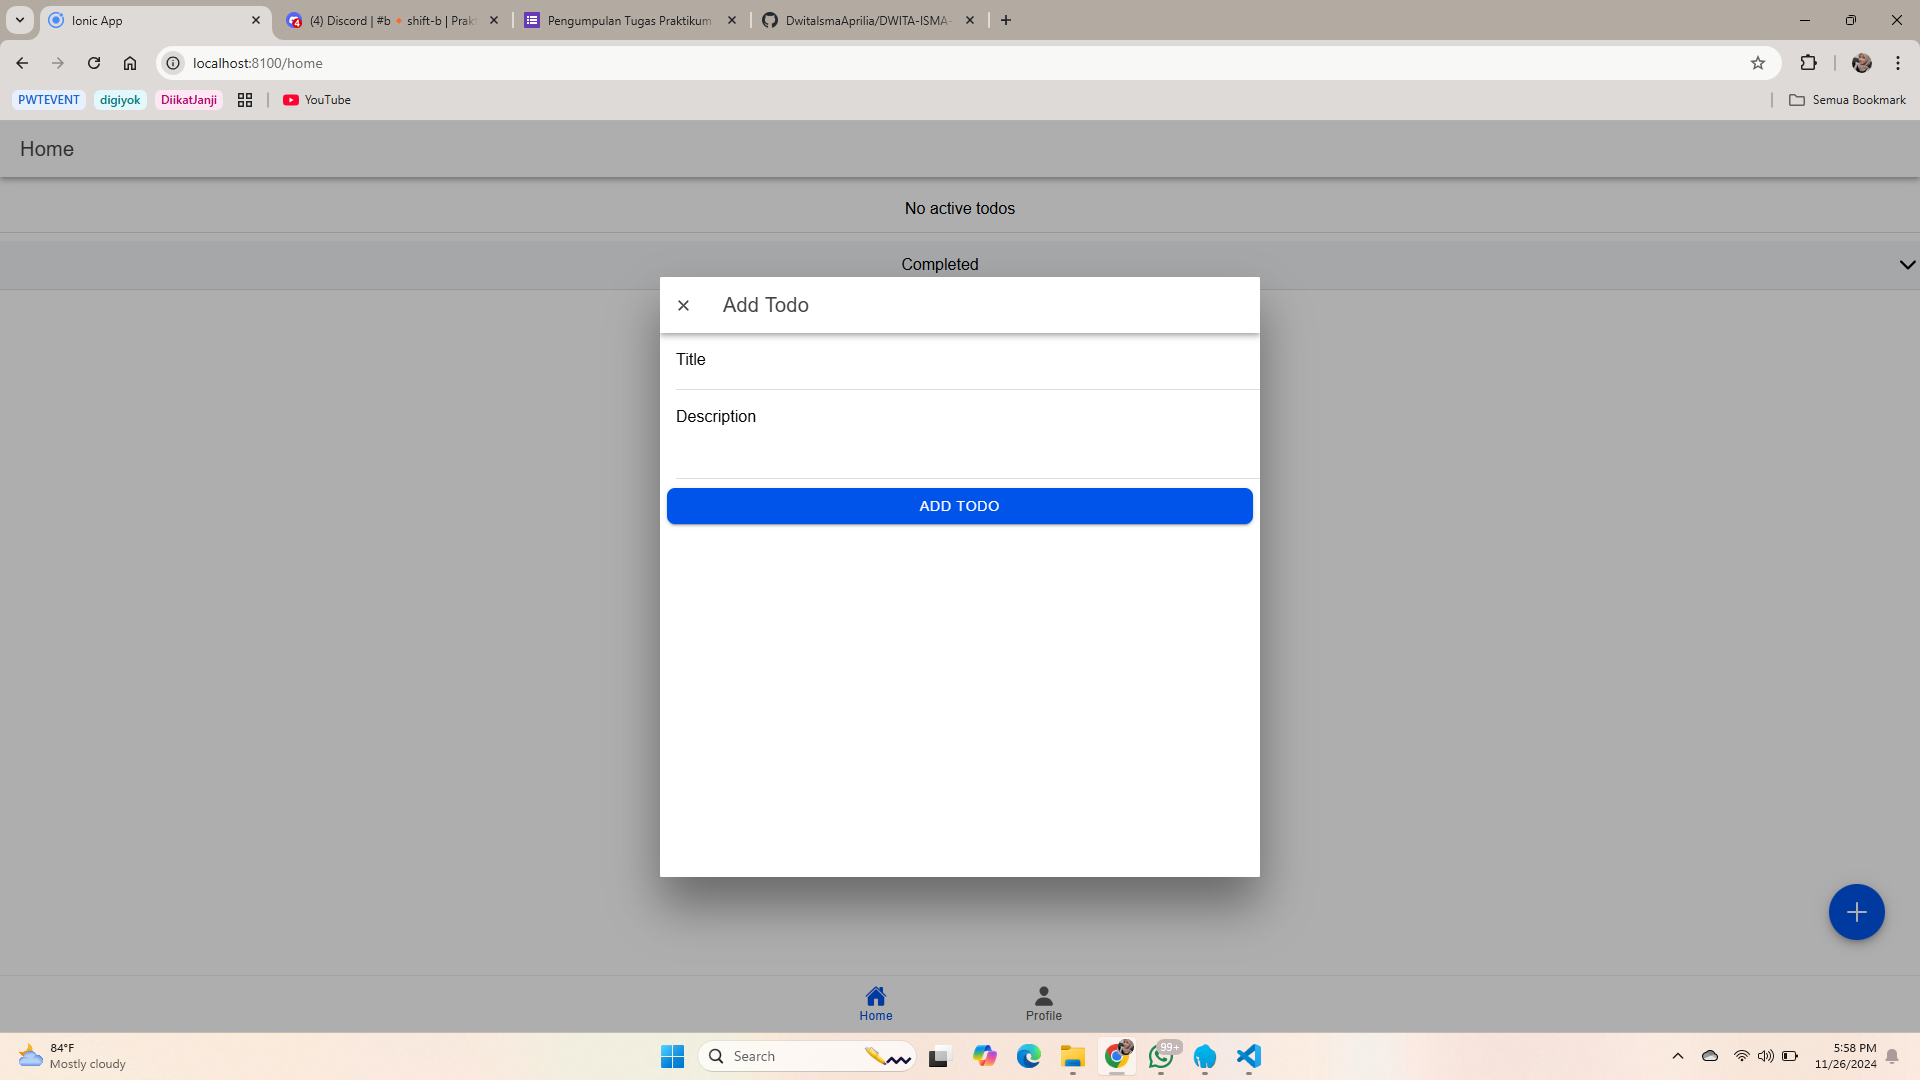 Ionic App
(4) Discord | #b
shift-b | Prak
Pengumpulan Tugas Praktikum
DwitaIsmaAprilia/DWITA-ISMA-
localhost:8100/home
PWTEVENT
digiyok
DiikatJanji
YouTube
Semua Bookmark
Home
No active todos
Completed
Add Todo
Title
Description
ADD TODO
Home
Profile
84°F
Mostly cloudy
Search
99+
5:58 PM
11/26/2024